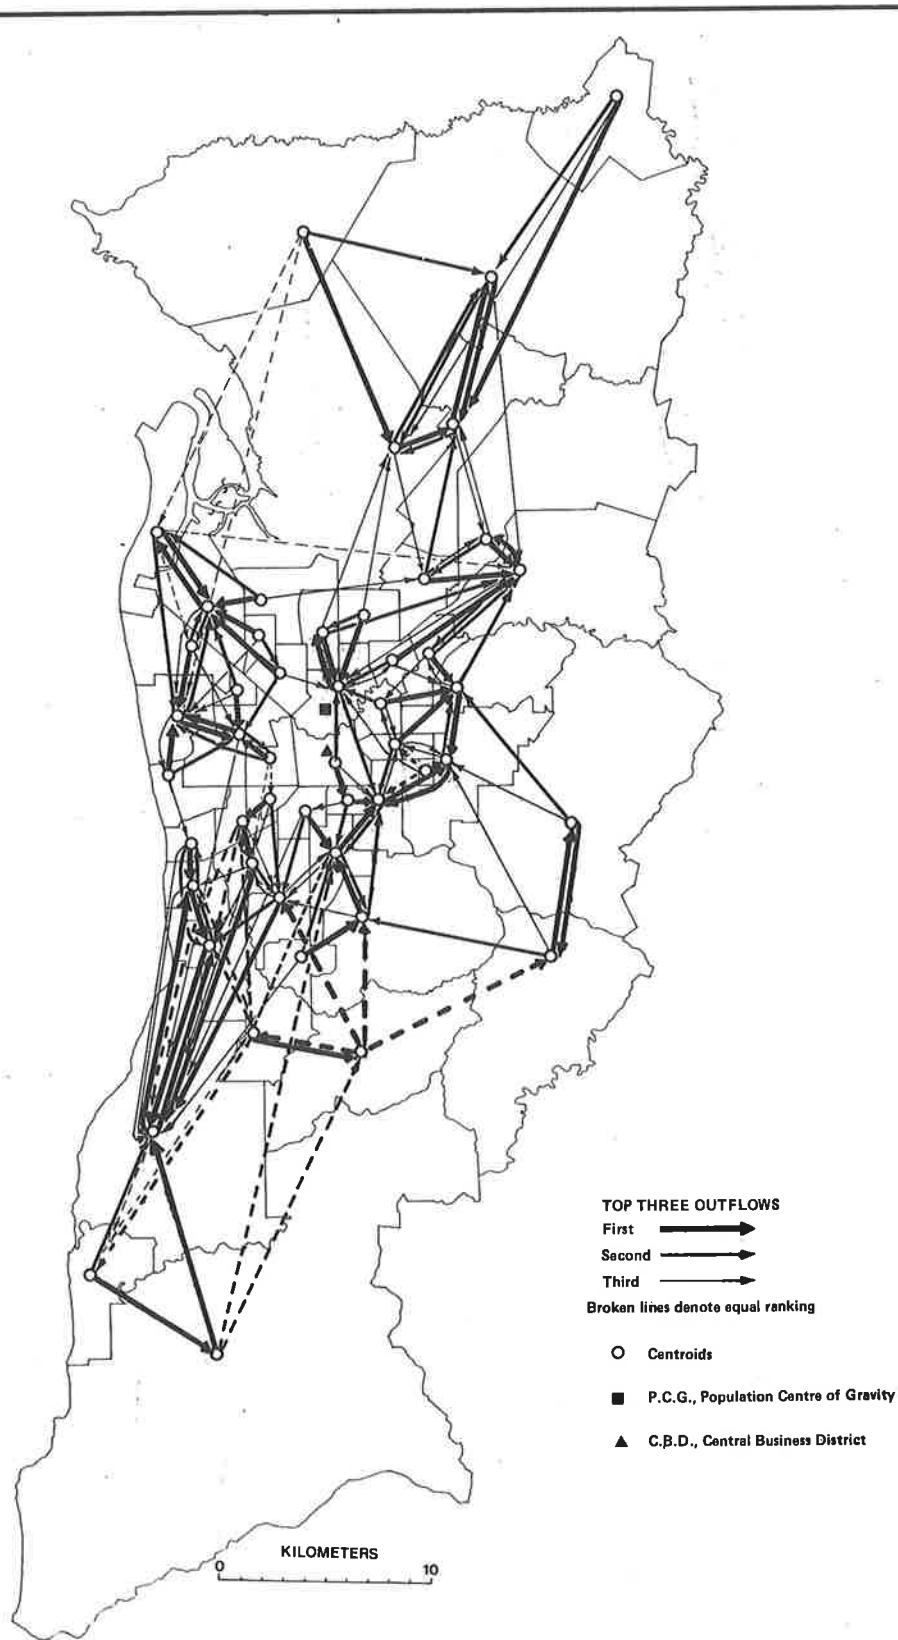 TOP THREE OUTFLOWS
First
Second
Third
Broken lines denote equal ranking
Centroids
P.C.G., Population Centre of Gravity
C.B.D., Central Business District
KILOMETERS
0 10